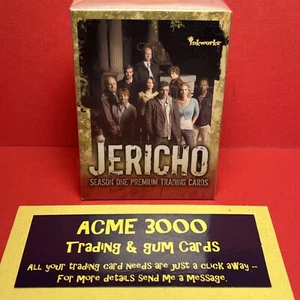 inkworks
JERICHO
SEASON ONE PREMIUM TRADING CARDS
ACME 3000
Trading & Gum Cards
All your trading card needs are just a click away –
For more details Send Me a Message.